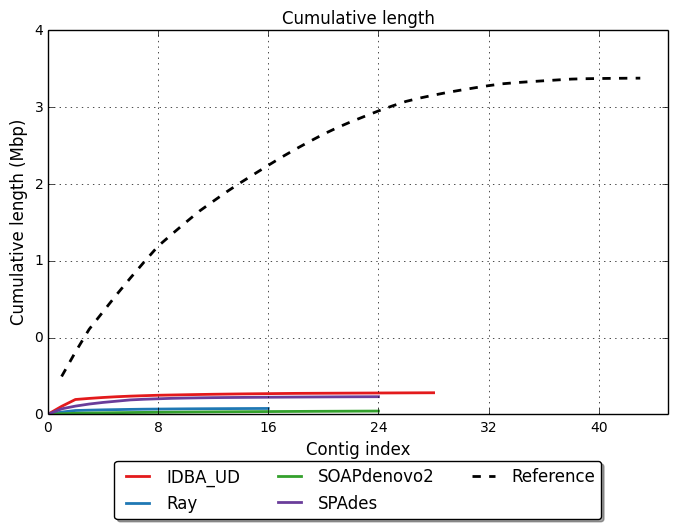 Cumulative length
4
3
2
1
0
0
0 8 16 24 32 40
Cumulative length (Mbp)
Contig index
IDBA_UD SOAPdenovo2 Reference
Ray SPAdes